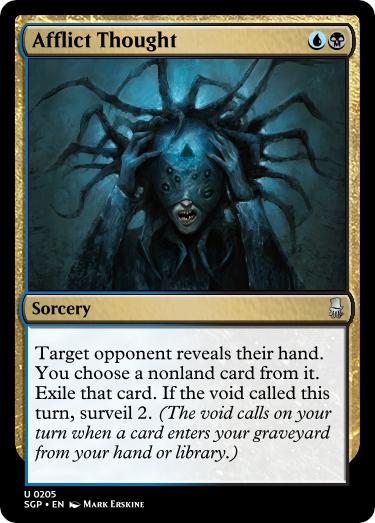 Afflict Thought
Sorcery
Target opponent reveals their hand.
You choose a nonland card from it.
Exile that card. If the void called this
turn, surveil 2. (The void calls on your
turn when a card enters your graveyard
from your hand or library.)
U 0205
SGP • EN Mark Erskine